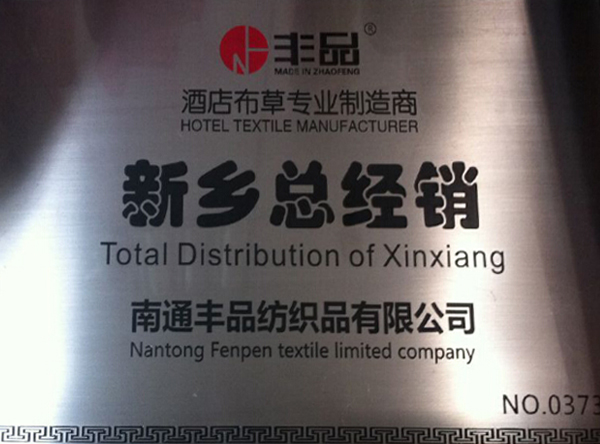 丰品®
MADE IN ZHAOFENG
酒店布草专业制造商
HOTEL TEXTILE MANUFACTURER
新乡总经销
Total Distribution of Xinxiang
南通丰品纺织品有限公司
Nantong Fenpen textile limited company
NO.0373